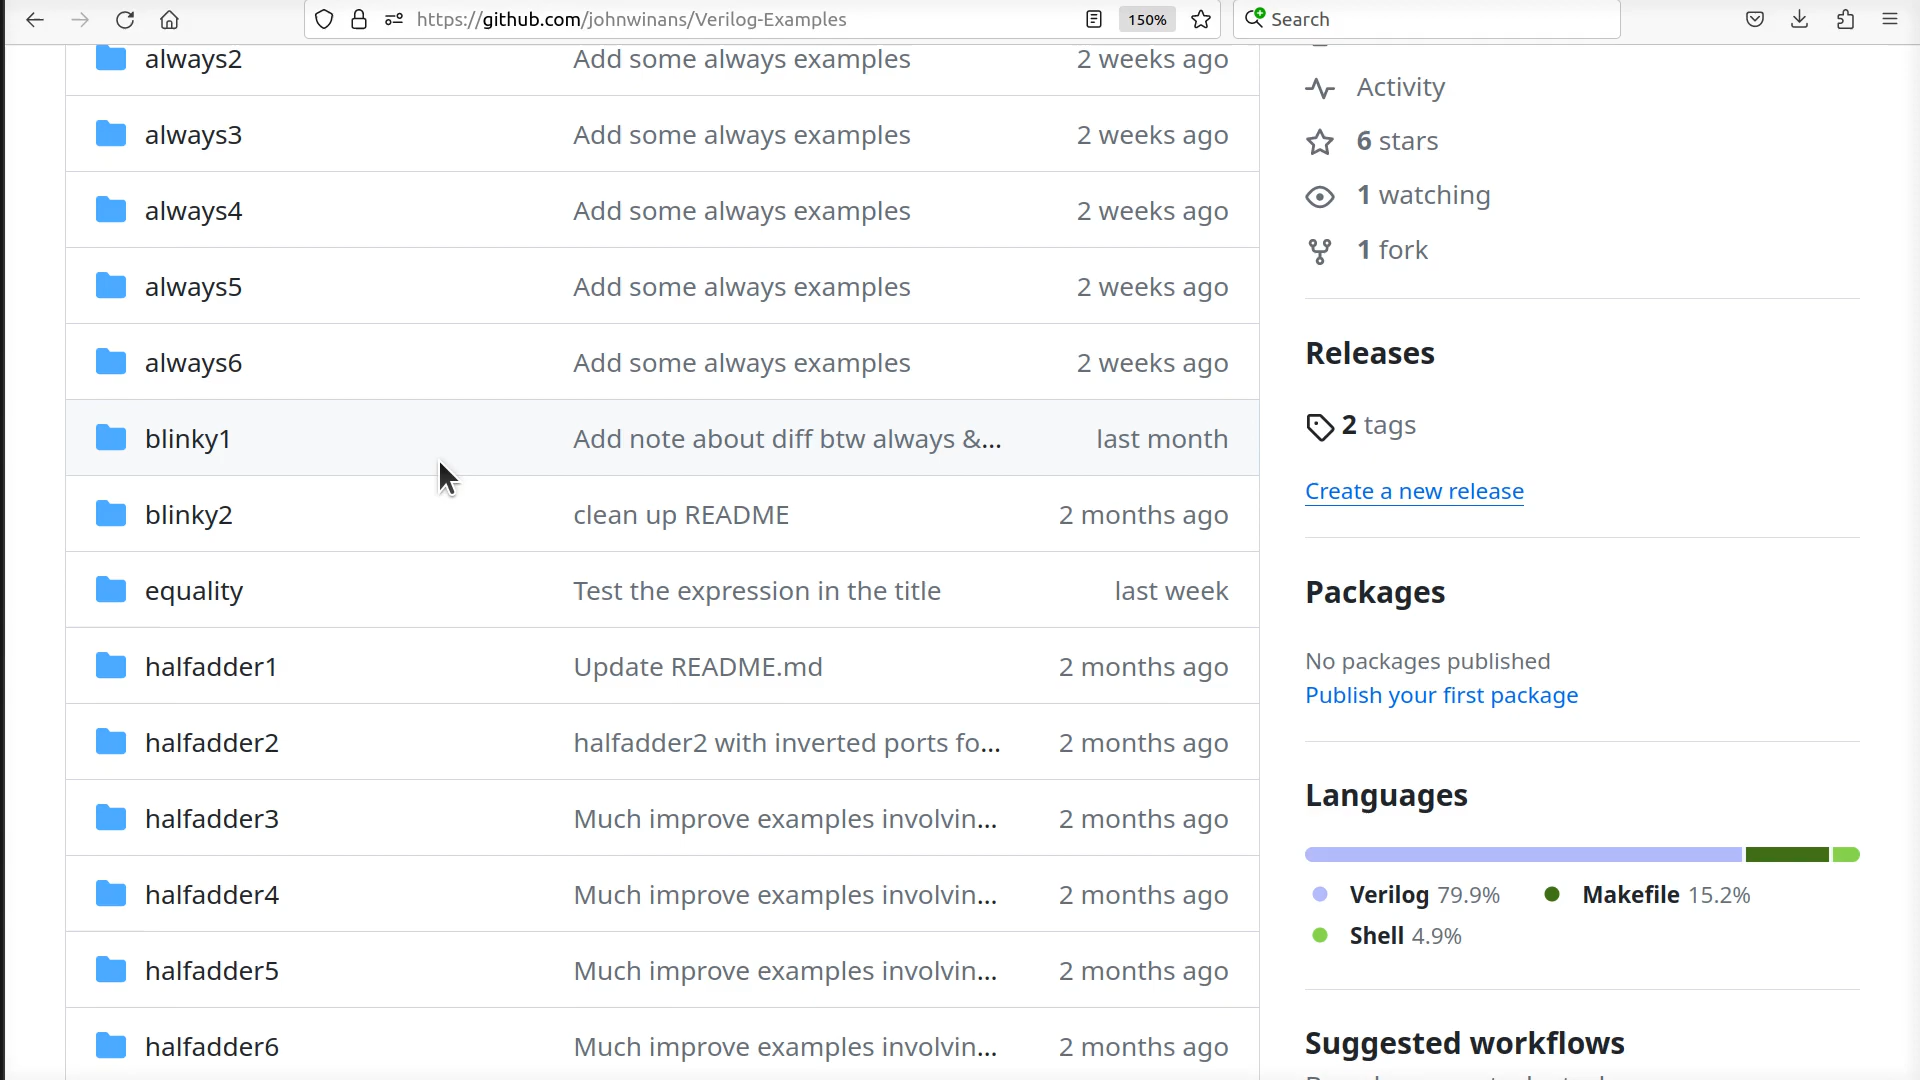 https://github.com/johnwinans/Verilog-Examples 150% Search
always2 Add some always examples 2 weeks ago
always3 Add some always examples 2 weeks ago
always4 Add some always examples 2 weeks ago
always5 Add some always examples 2 weeks ago
always6 Add some always examples 2 weeks ago
blinky1 Add note about diff btw always &... last month
blinky2 clean up README 2 months ago
equality Test the expression in the title last week
halfadder1 Update README.md 2 months ago
halfadder2 halfadder2 with inverted ports fo... 2 months ago
halfadder3 Much improve examples involvin... 2 months ago
halfadder4 Much improve examples involvin... 2 months ago
halfadder5 Much improve examples involvin... 2 months ago
halfadder6 Much improve examples involvin... 2 months ago
Activity
6 stars
1 watching
1 fork
Releases
2 tags
Create a new release
Packages
No packages published
Publish your first package
Languages
Verilog 79.9% Makefile 15.2%
Shell 4.9%
Suggested workflows